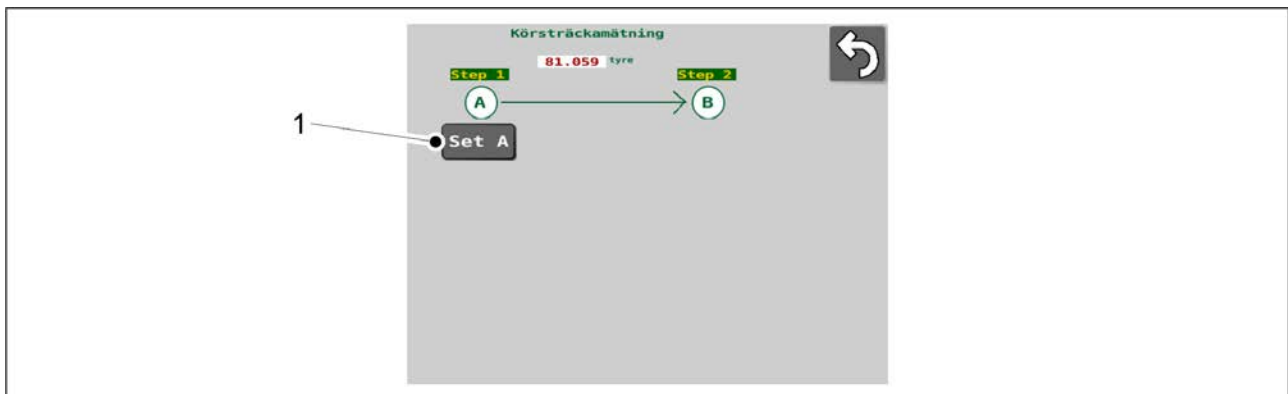 Körsträckamätning
81.059 tyre
Step 1 Step 2
A B
1
Set A